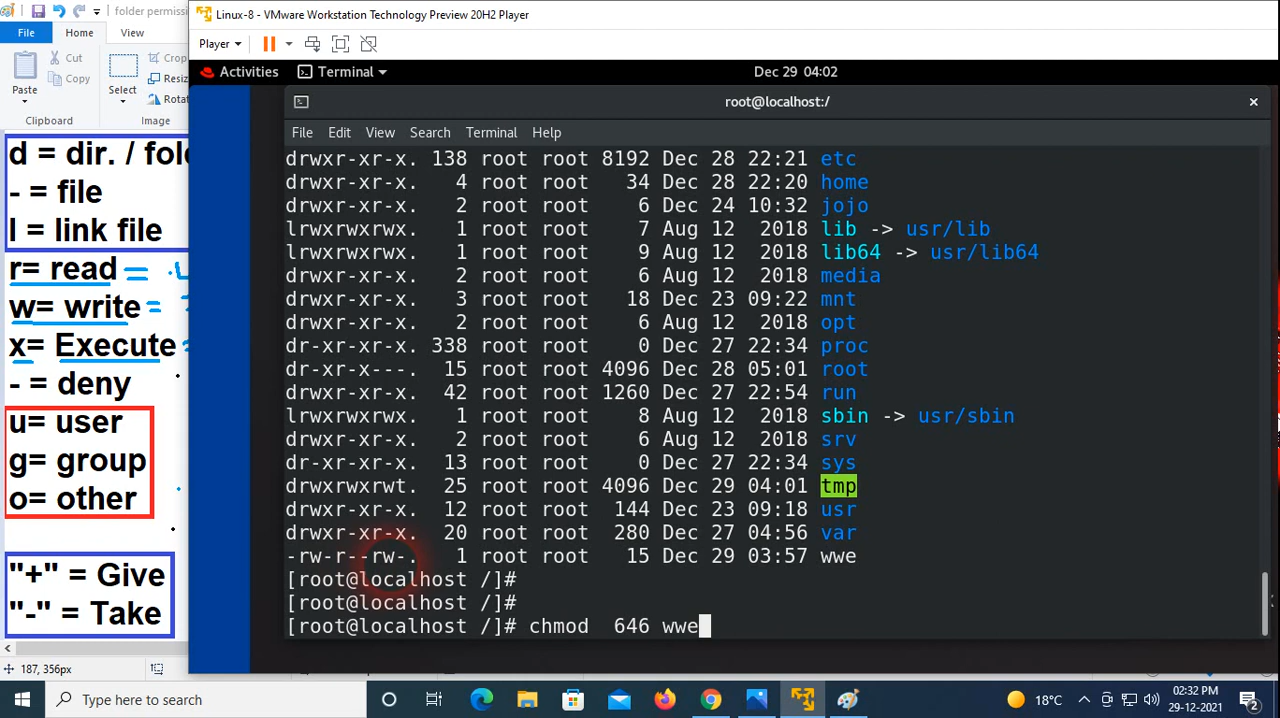 folder permission
Linux-8 - VMware Workstation Technology Preview 20H2 Player
File Home View
Player
Paste
Cut
Copy
Clipboard
Select
Crop
Resiz
Rotat
Image
Activities Terminal Dec 29 04:02
root@localhost:/
File Edit View Search Terminal Help
d = dir. / fol
- = file
l = link file
r= read =
w= write =
x= Execute
- = deny
u= user
g= group
o= other
"+" = Give
"-" = Take
drwxr-xr-x. 138 root root 8192 Dec 28 22:21 etc
drwxr-xr-x. 4 root root 34 Dec 28 22:20 home
drwxr-xr-x. 2 root root 6 Dec 24 10:32 jojo
lrwxrwxrwx. 1 root root 7 Aug 12 2018 lib -> usr/lib
lrwxrwxrwx. 1 root root 9 Aug 12 2018 lib64 -> usr/lib64
drwxr-xr-x. 2 root root 6 Aug 12 2018 media
drwxr-xr-x. 3 root root 18 Dec 23 09:22 mnt
drwxr-xr-x. 2 root root 6 Aug 12 2018 opt
dr-xr-xr-x. 338 root root 0 Dec 27 22:34 proc
dr-xr-x---. 15 root root 4096 Dec 28 05:01 root
drwxr-xr-x. 42 root root 1260 Dec 27 22:54 run
lrwxrwxrwx. 1 root root 8 Aug 12 2018 sbin -> usr/sbin
drwxr-xr-x. 2 root root 6 Aug 12 2018 srv
dr-xr-xr-x. 13 root root 0 Dec 27 22:34 sys
drwxrwxrwt. 25 root root 4096 Dec 29 04:01 tmp
drwxr-xr-x. 12 root root 144 Dec 23 09:18 usr
drwxr-xr-x. 20 root root 280 Dec 27 04:56 var
-rw-r--rw-. 1 root root 15 Dec 29 03:57 wwe
[root@localhost /]#
[root@localhost /]#
[root@localhost /]# chmod  646 wwe
187, 356px
Type here to search
18°C
02:32 PM
29-12-2021
2